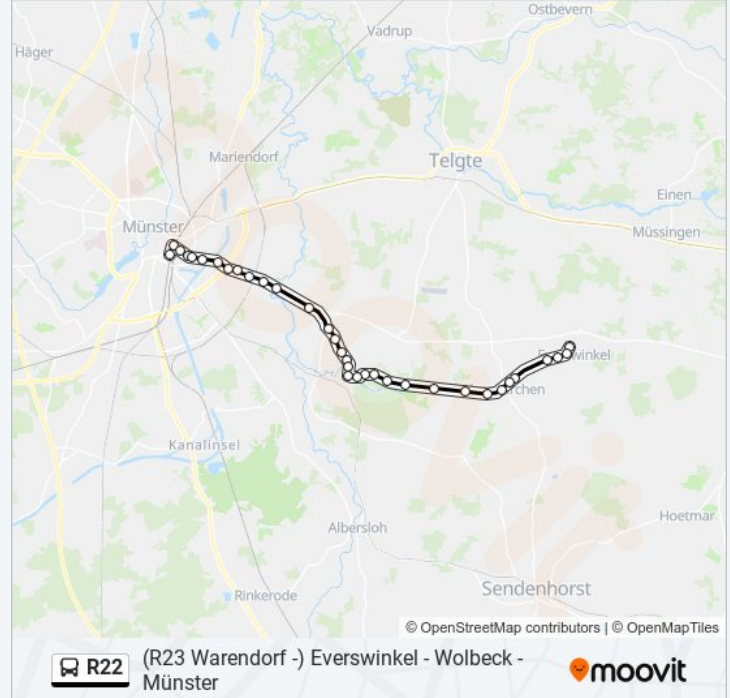 Ostbevern
Vadrup
Häger
Mariendorf
Telgte
Einen
Münster
Müssingen
Everswinkel
Kanalinsel
Albersloh
Hoetmar
Sendenhorst
Rinkerode
© OpenStreetMap contributors | © OpenMapTiles
R22
(R23 Warendorf -) Everswinkel - Wolbeck -
Münster
moovit